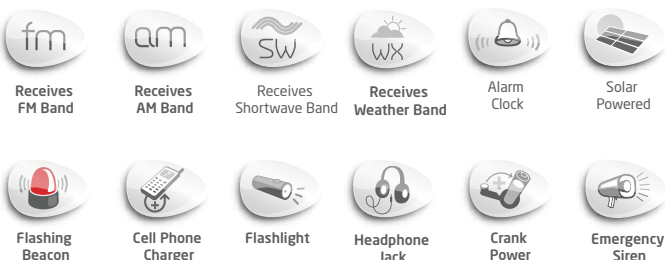 fm
am
SW
WX
Receives
FM Band
Receives
AM Band
Receives
Shortwave Band
Receives
Weather Band
Alarm
Clock
Solar
Powered
Flashing
Beacon
Cell Phone
Charger
Flashlight
Headphone
Jack
Crank
Power
Emergency
Siren